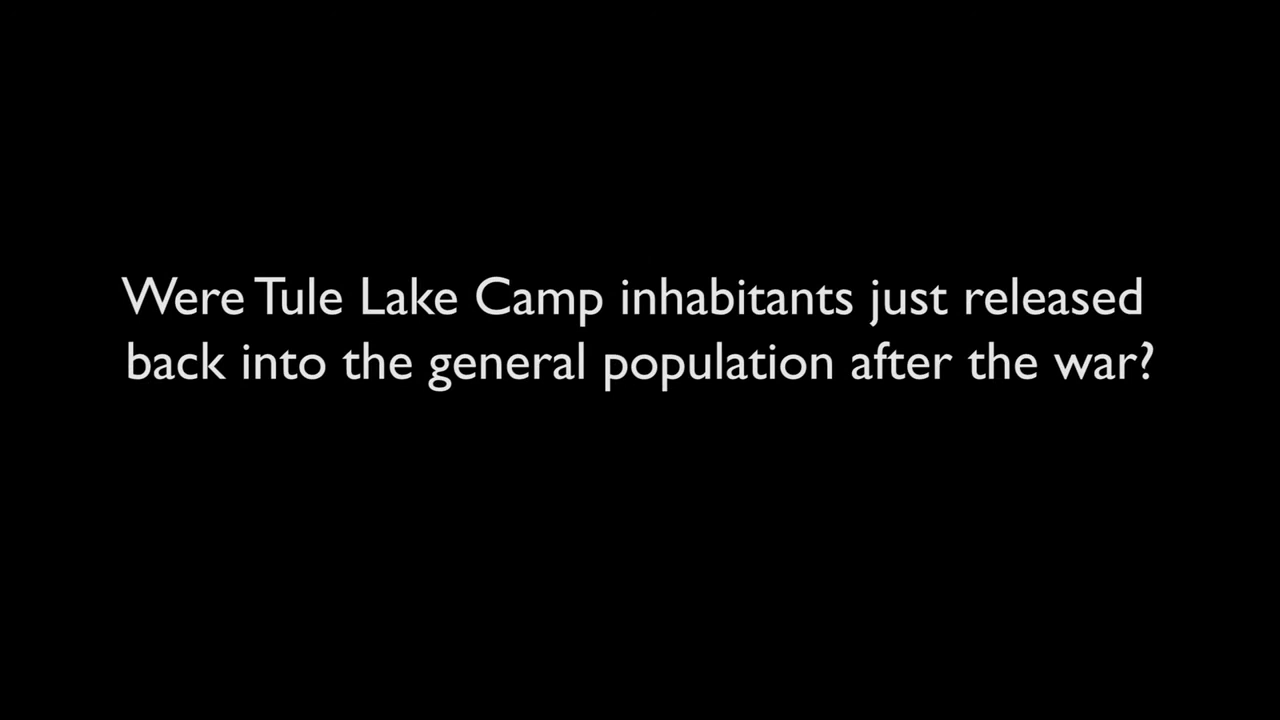 Were Tule Lake Camp inhabitants just released
back into the general population after the war?